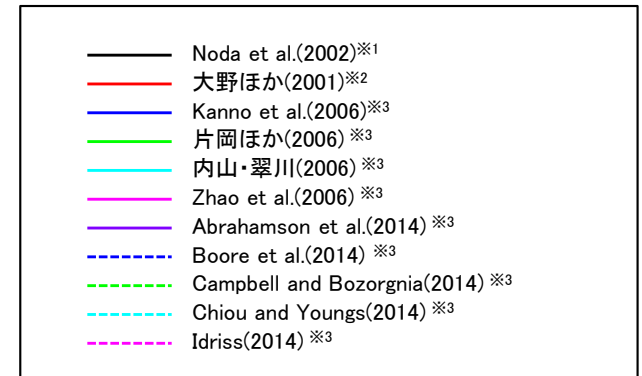 Noda et al.(2002)※1
大野ほか(2001)※2
Kanno et al.(2006)※3
片岡ほか(2006) ※3
内山・翠川(2006) ※3
Zhao et al.(2006) ※3
Abrahamson et al.(2014) ※3
Boore et al.(2014) ※3
Campbell and Bozorgnia(2014) ※3
Chiou and Youngs(2014) ※3
Idriss(2014) ※3